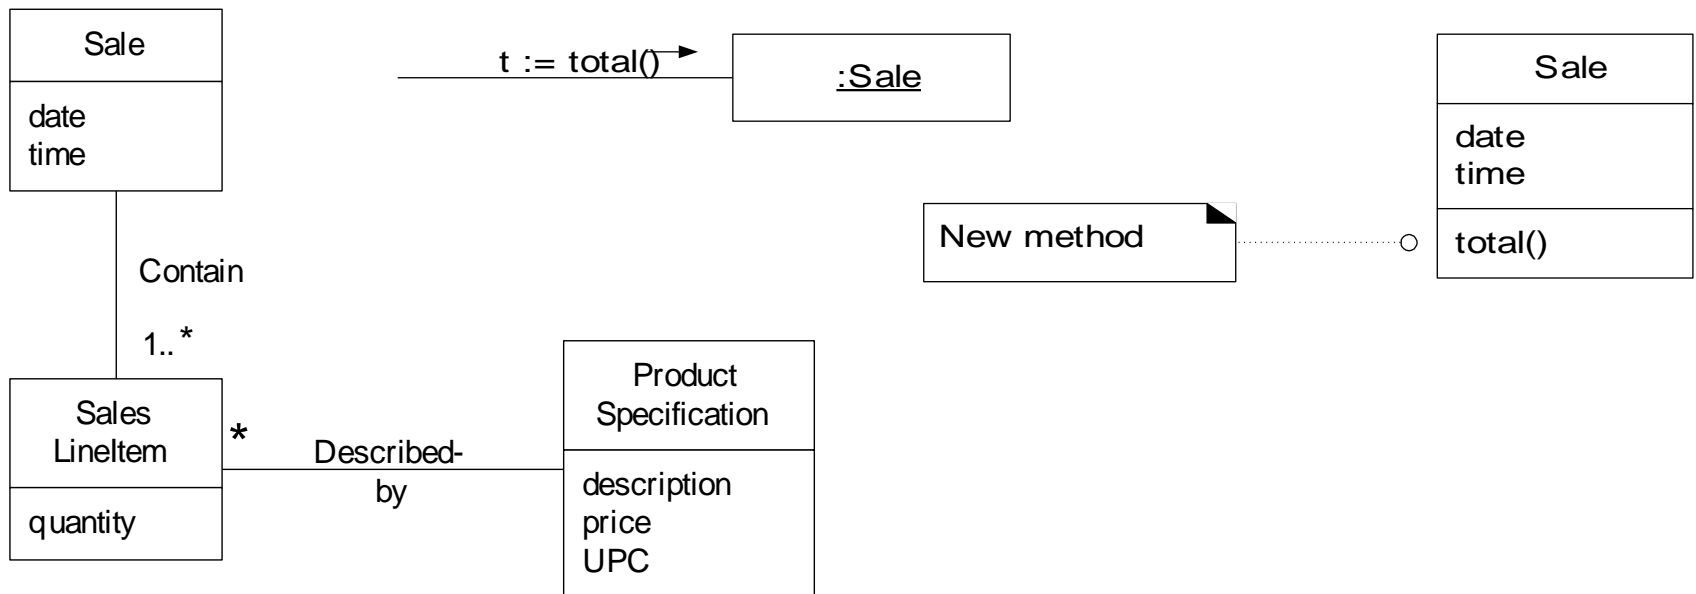 Sale
date
time
Contain
1..*
Sales
LineItem
quantity
*
Described-
by
Product
Specification
description
price
UPC
t := total()
:Sale
New method
Sale
date
time
total()